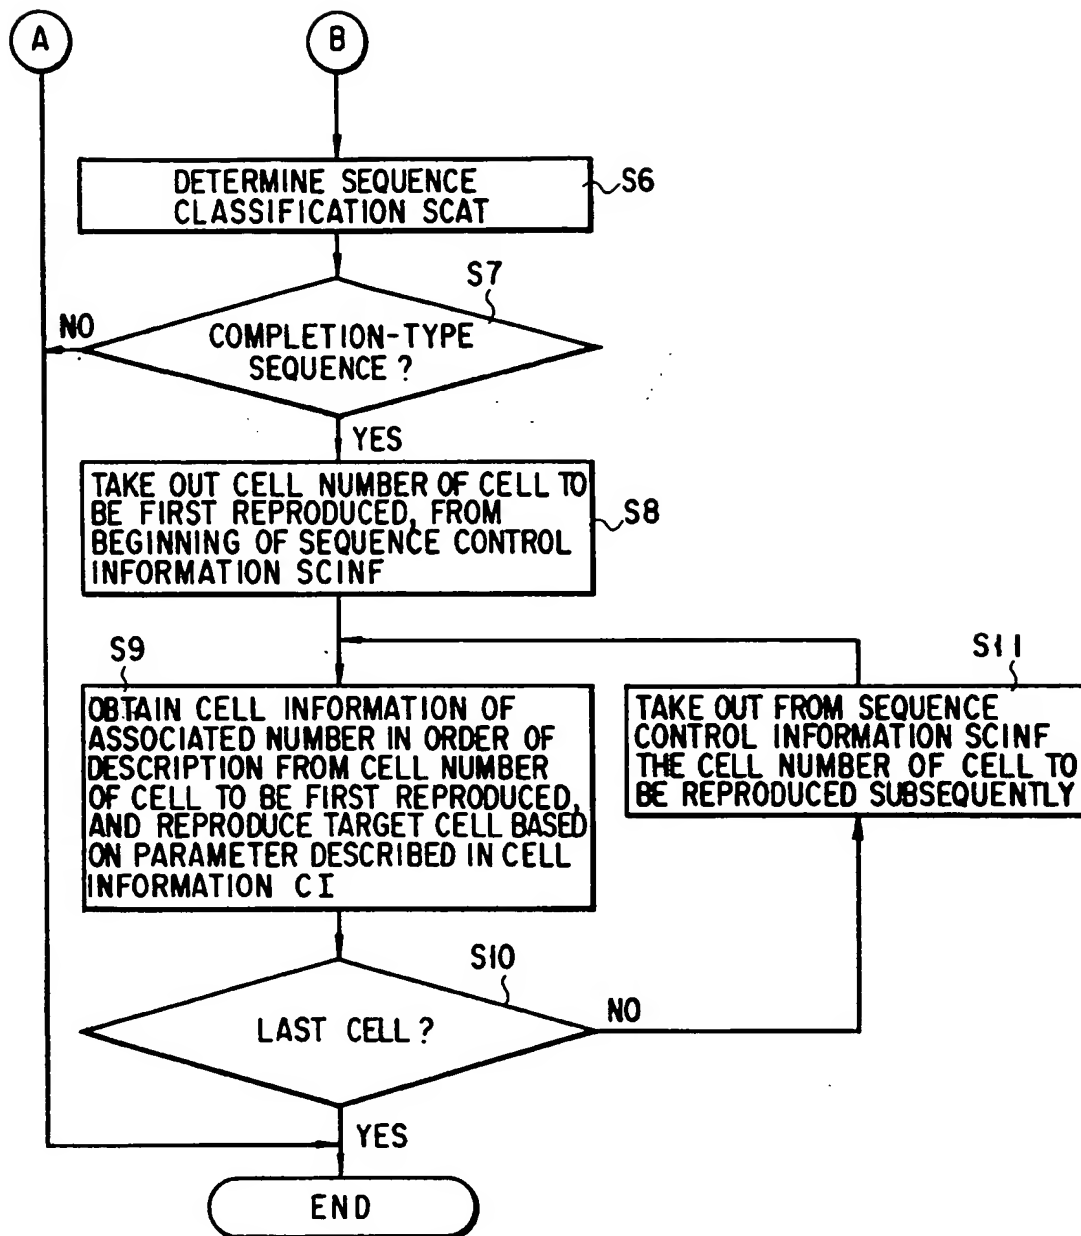 A
B
DETERMINE SEQUENCE
CLASSIFICATION SCAT
S6
S7
NO
COMPLETION-TYPE
SEQUENCE ?
YES
TAKE OUT CELL NUMBER OF CELL TO
BE FIRST REPRODUCED, FROM
BEGINNING OF SEQUENCE CONTROL
INFORMATION SCINF
S8
S9
OBTAIN CELL INFORMATION OF
ASSOCIATED NUMBER IN ORDER OF
DESCRIPTION FROM CELL NUMBER
OF CELL TO BE FIRST REPRODUCED,
AND REPRODUCE TARGET CELL BASED
ON PARAMETER DESCRIBED IN CELL
INFORMATION CI
S11
TAKE OUT FROM SEQUENCE
CONTROL INFORMATION SCINF
THE CELL NUMBER OF CELL TO
BE REPRODUCED SUBSEQUENTLY
S10
LAST CELL ?
NO
YES
END